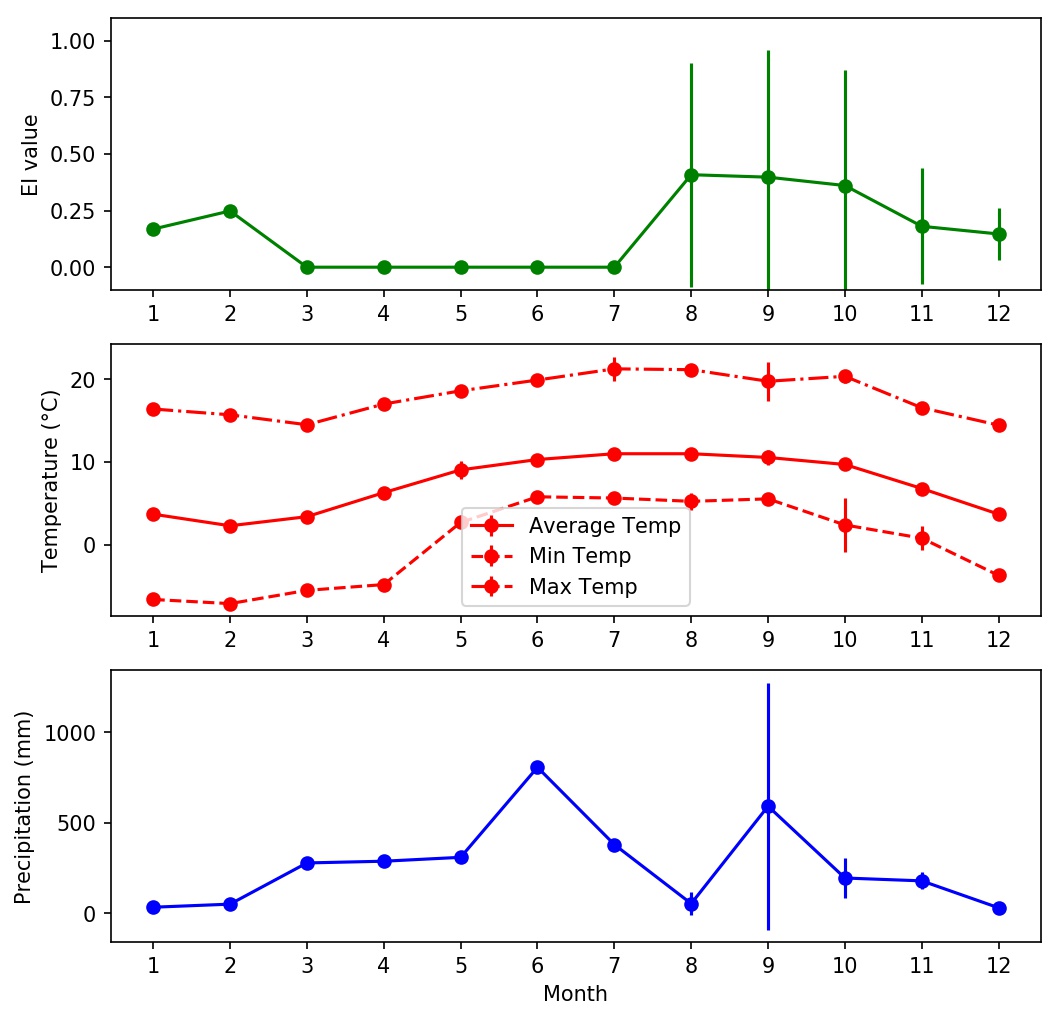 EI value
1.00
0.75
0.50
0.25
0.00
1 2 3 4 5 6 7 8 9 10 11 12
Temperature (°C)
20
10
0
Average Temp
Min Temp
Max Temp
1 2 3 4 5 6 7 8 9 10 11 12
Precipitation (mm)
1000
500
0
1 2 3 4 5 6 7 8 9 10 11 12
Month